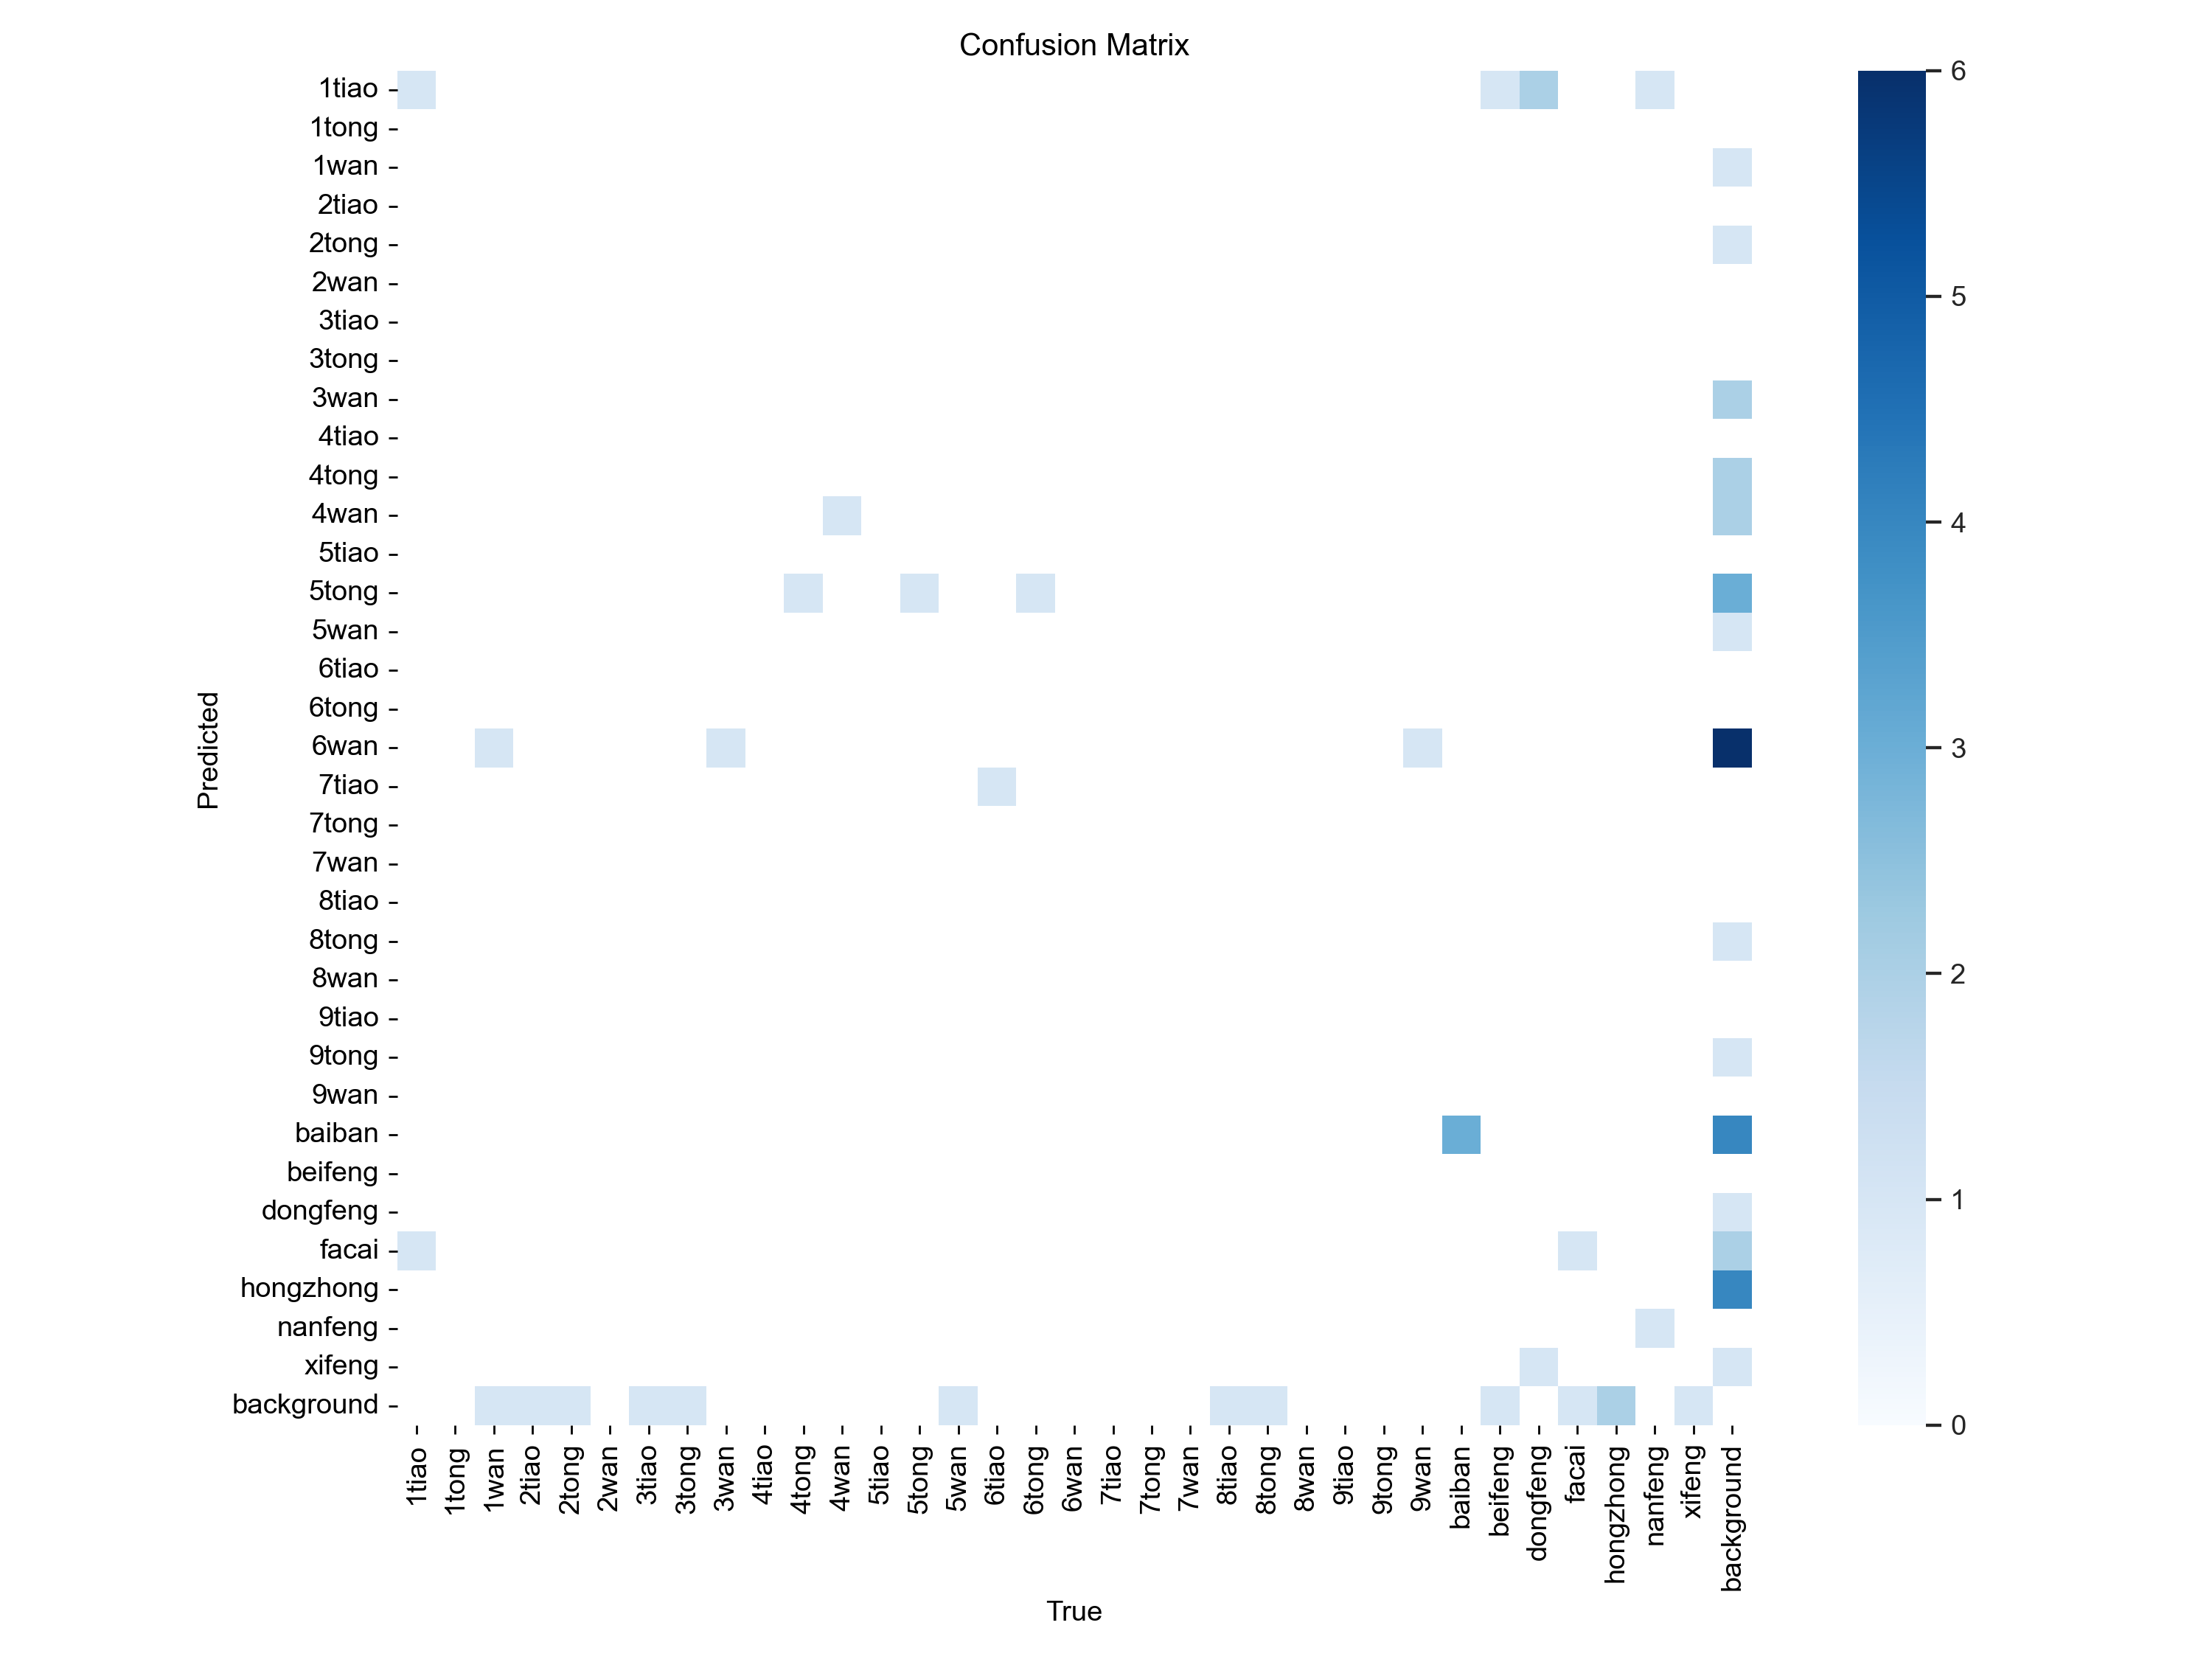 Confusion Matrix
1tiao
1tong
1wan
2tiao
2tong
2wan
3tiao
3tong
3wan
4tiao
4tong
4wan
5tiao
5tong
5wan
6tiao
6tong
6wan
7tiao
7tong
7wan
8tiao
8tong
8wan
9tiao
9tong
9wan
baiban
beifeng
dongfeng
facai
hongzhong
nanfeng
xifeng
background
Predicted
1tiao
1tong
1wan
2tiao
2tong
2wan
3tiao
3tong
3wan
4tiao
4tong
4wan
5tiao
5tong
5wan
6tiao
6tong
6wan
7tiao
7tong
7wan
8tiao
8tong
8wan
9tiao
9tong
9wan
baiban
beifeng
dongfeng
facai
hongzhong
nanfeng
xifeng
background
True
6
5
4
3
2
1
0